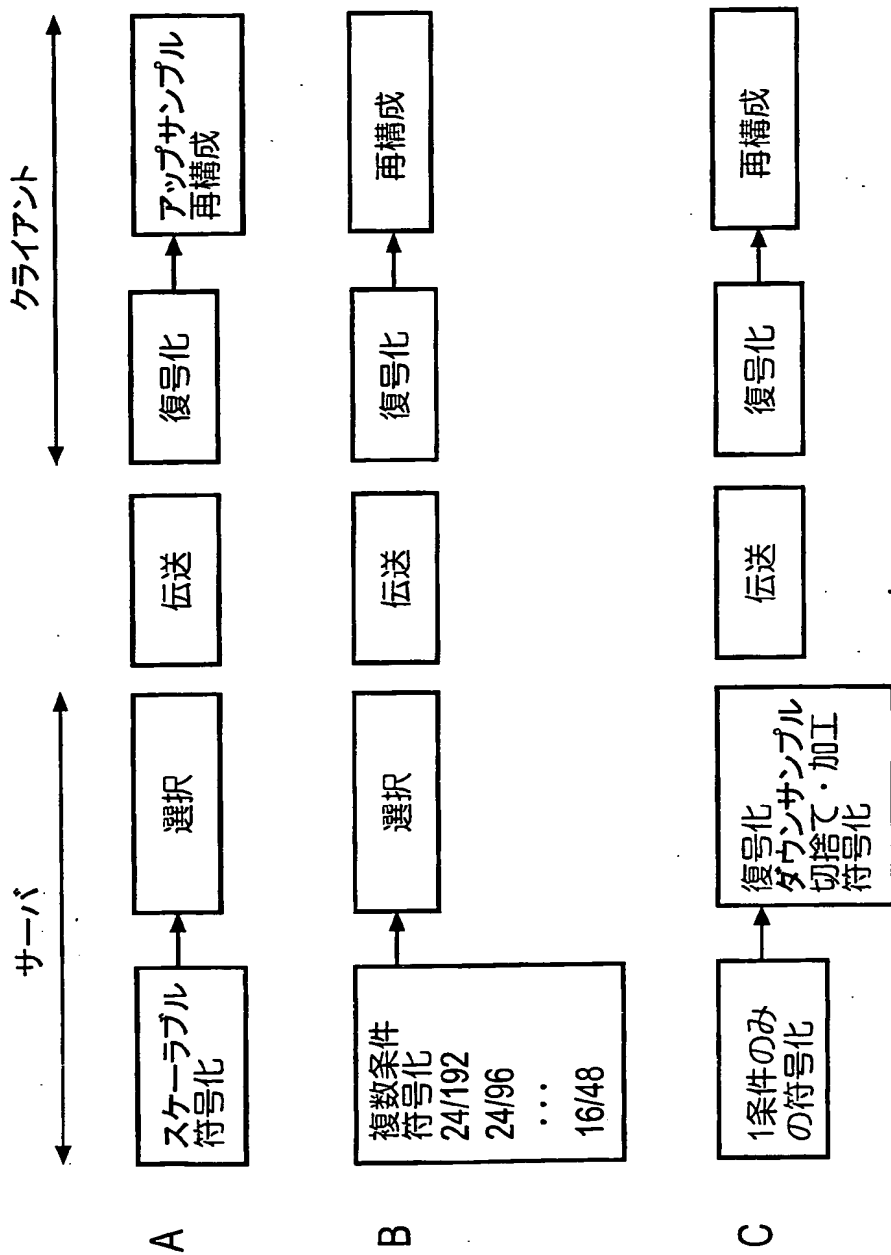 サーバ
クライアント
A
スケーラブル
符号化
選択
伝送
復号化
アップサンプル
再構成
B
複数条件
符号化
24/192
24/96
･･･
16/48
選択
伝送
復号化
再構成
C
1条件のみ
の符号化
復号化
ダウンサンプル
切捨て・加工
符号化
伝送
復号化
再構成